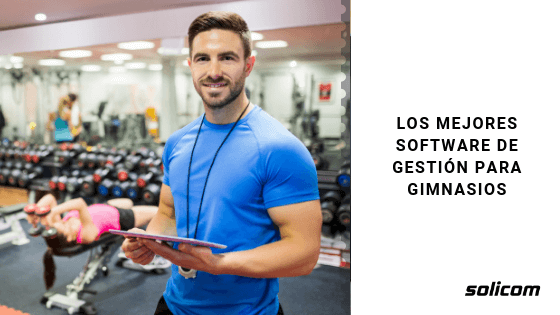 LOS MEJORES
SOFTWARE DE
GESTIÓN PARA
GIMNASIOS
solicom